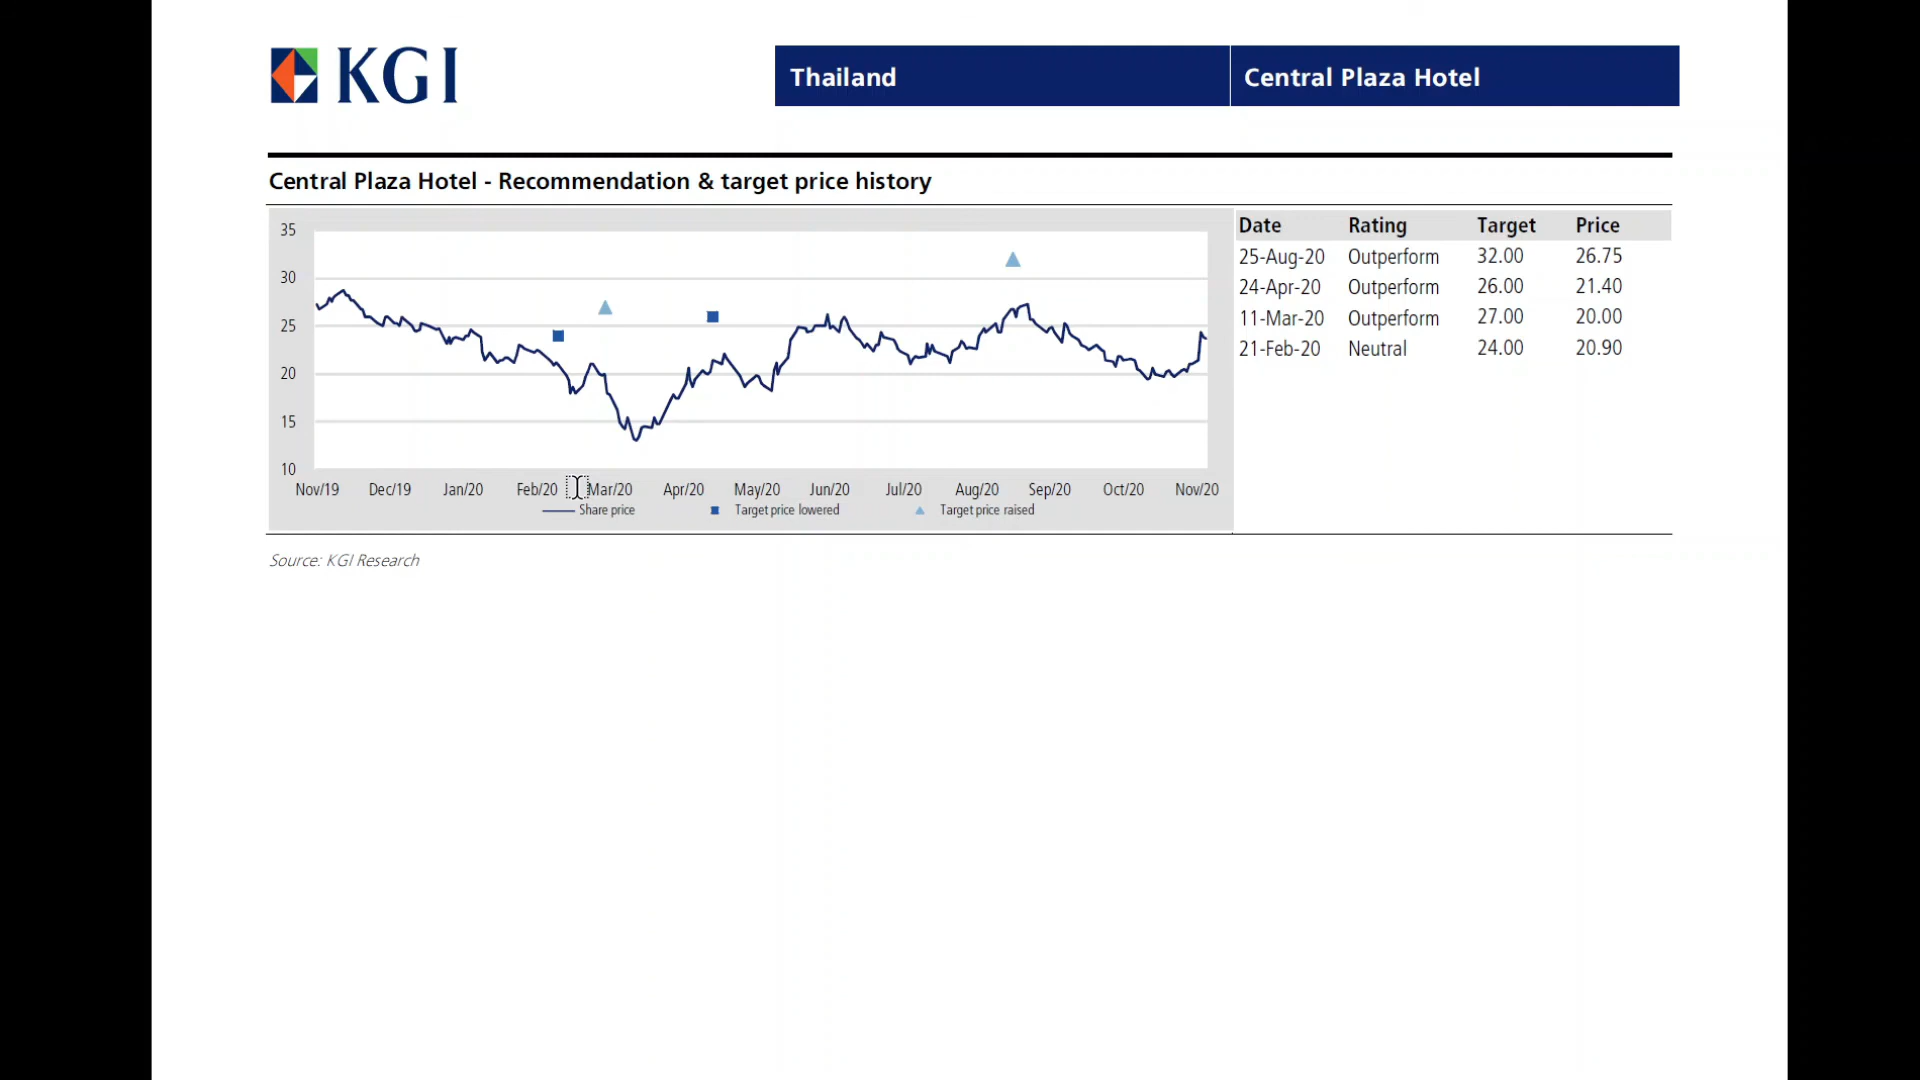 KGI
Thailand
Central Plaza Hotel
Central Plaza Hotel - Recommendation & target price history
35
30
25
20
15
10
Nov/19 Dec/19 Jan/20 Feb/20 Mar/20 Apr/20 May/20 Jun/20 Jul/20 Aug/20 Sep/20 Oct/20 Nov/20
Share price Target price lowered Target price raised
Date Rating Target Price
25-Aug-20 Outperform 32.00 26.75
24-Apr-20 Outperform 26.00 21.40
11-Mar-20 Outperform 27.00 20.00
21-Feb-20 Neutral 24.00 20.90
Source: KGI Research